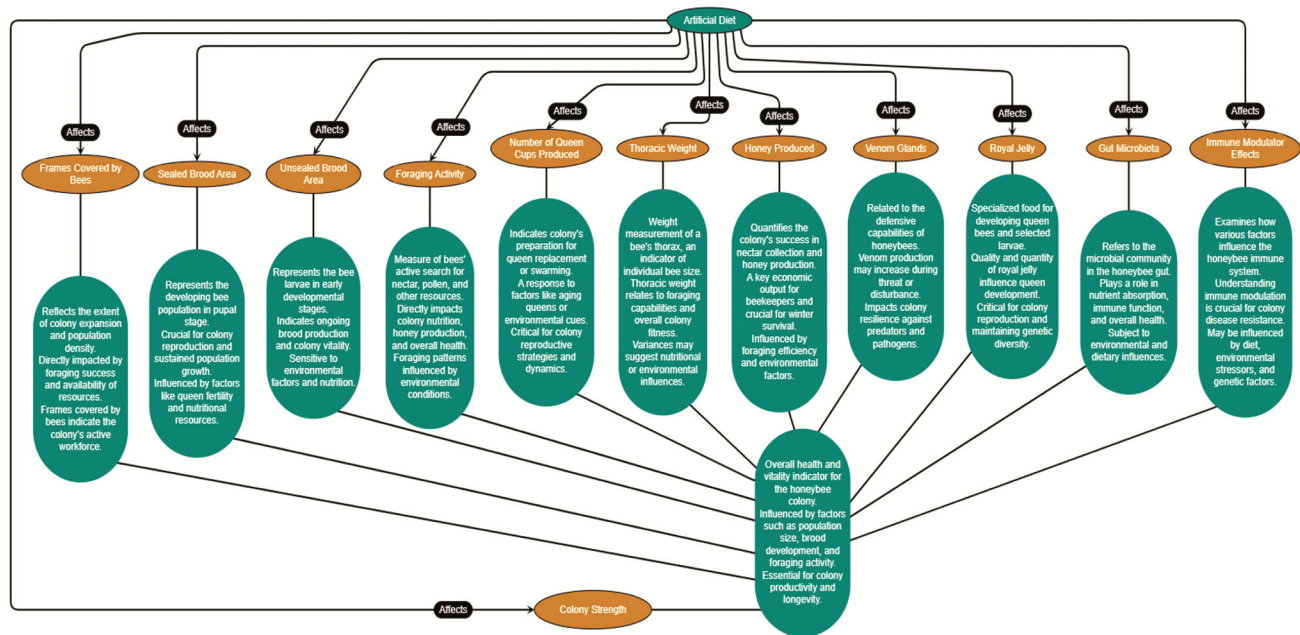 Artificial Diet
Affects
Affects
Affects
Affects
Affects
Affects
Affects
Affects
Affects
Affects
Affects
Frames Covered by
Bees
Sealed Brood Area
Unsealed Brood
Area
Foraging Activity
Number of Queen
Cups Produced
Thoracic Weight
Honey Produced
Venom Glands
Royal Jelly
Gut Microbiota
Immune Modulator
Effects
Reflects the extent
of colony expansion
and population
density.
Directly impacted by
foraging success
and availability of
resources.
Frames covered by
bees indicate the
colony's active
workforce.
Represents the
developing bee
population in pupal
stage.
Crucial for colony
reproduction and
sustained population
growth.
Influenced by factors
like queen fertility
and nutritional
resources.
Represents the bee
larvae in early
developmental
stages.
Indicates ongoing
brood production
and colony vitality.
Sensitive to
environmental
factors and nutrition.
Measure of bees'
active search for
nectar, pollen, and
other resources.
Directly impacts
colony nutrition,
honey production,
and overall health.
Foraging patterns
influenced by
environmental
conditions.
Indicates colony's
preparation for
queen replacement
or swarming.
A response to
factors like aging
queens or
environmental cues.
Critical for colony
reproductive
strategies and
dynamics.
Weight
measurement of a
bee's thorax, an
indicator of
individual bee size.
Thoracic weight
relates to foraging
capabilities and
overall colony
fitness.
Variances may
suggest nutritional
or environmental
influences.
Quantifies the
colony's success in
nectar collection and
honey production.
A key economic
output for
beekeepers and
crucial for winter
survival.
Influenced by
foraging efficiency
and environmental
factors.
Related to the
defensive
capabilities of
honeybees.
Venom production
may increase during
threat or
disturbance.
Impacts colony
resilience against
predators and
pathogens.
Specialized food for
developing queen
bees and selected
larvae.
Quality and quantity
of royal jelly
influence queen
development.
Critical for colony
reproduction and
maintaining genetic
diversity.
Refers to the
microbial community
in the honeybee gut.
Plays a role in
nutrient absorption,
immune function,
and overall health.
Subject to
environmental and
dietary influences.
Examines how
various factors
influence the
honeybee immune
system.
Understanding
immune modulation
is crucial for colony
disease resistance.
May be influenced
by diet,
environmental
stressors, and
genetic factors.
Overall health and
vitality indicator for
the honeybee
colony.
Influenced by factors
such as population
size, brood
development, and
foraging activity.
Essential for colony
productivity and
longevity.
Affects
Colony Strength